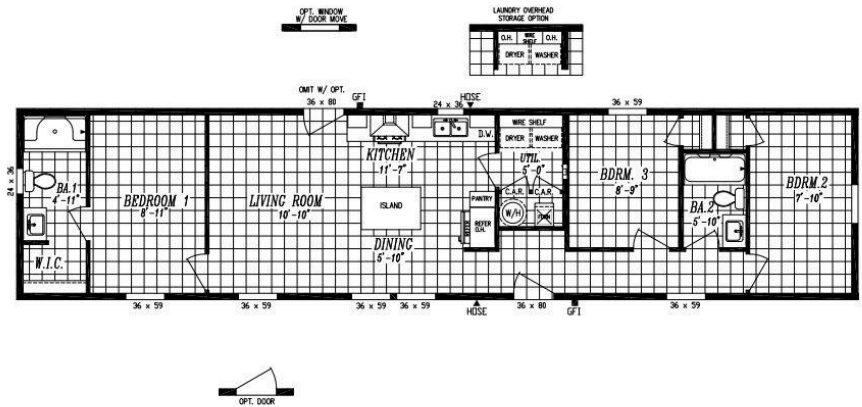 OPT. WINDOW
W/ DOOR MOVE
LAUNDRY OVERHEAD
STORAGE OPTION
O.H.
WIRE
SHELF
O.H.
DRYER
WASHER
OMIT W/ OPT.
36 x 80
GFI
24 x 36
HOSE
36 x 59
WIRE SHELF
DRYER
WASHER
D.W.
KITCHEN
11'-7"
UTIL.
5'-0"
C.A.R.
C.A.R.
W/H
FURN
PANTRY
REFER
O.H.
ISLAND
DINING
5'-10"
LIVING ROOM
10'-10"
BEDROOM 1
8'-11"
BA.1
4'-11"
W.I.C.
24 x 36
BDRM. 3
8'-9"
BA.2
5'-10"
BDRM.2
7'-10"
36 x 59
36 x 59
36 x 59
36 x 59
HOSE
36 x 80
GFI
36 x 59
OPT. DOOR